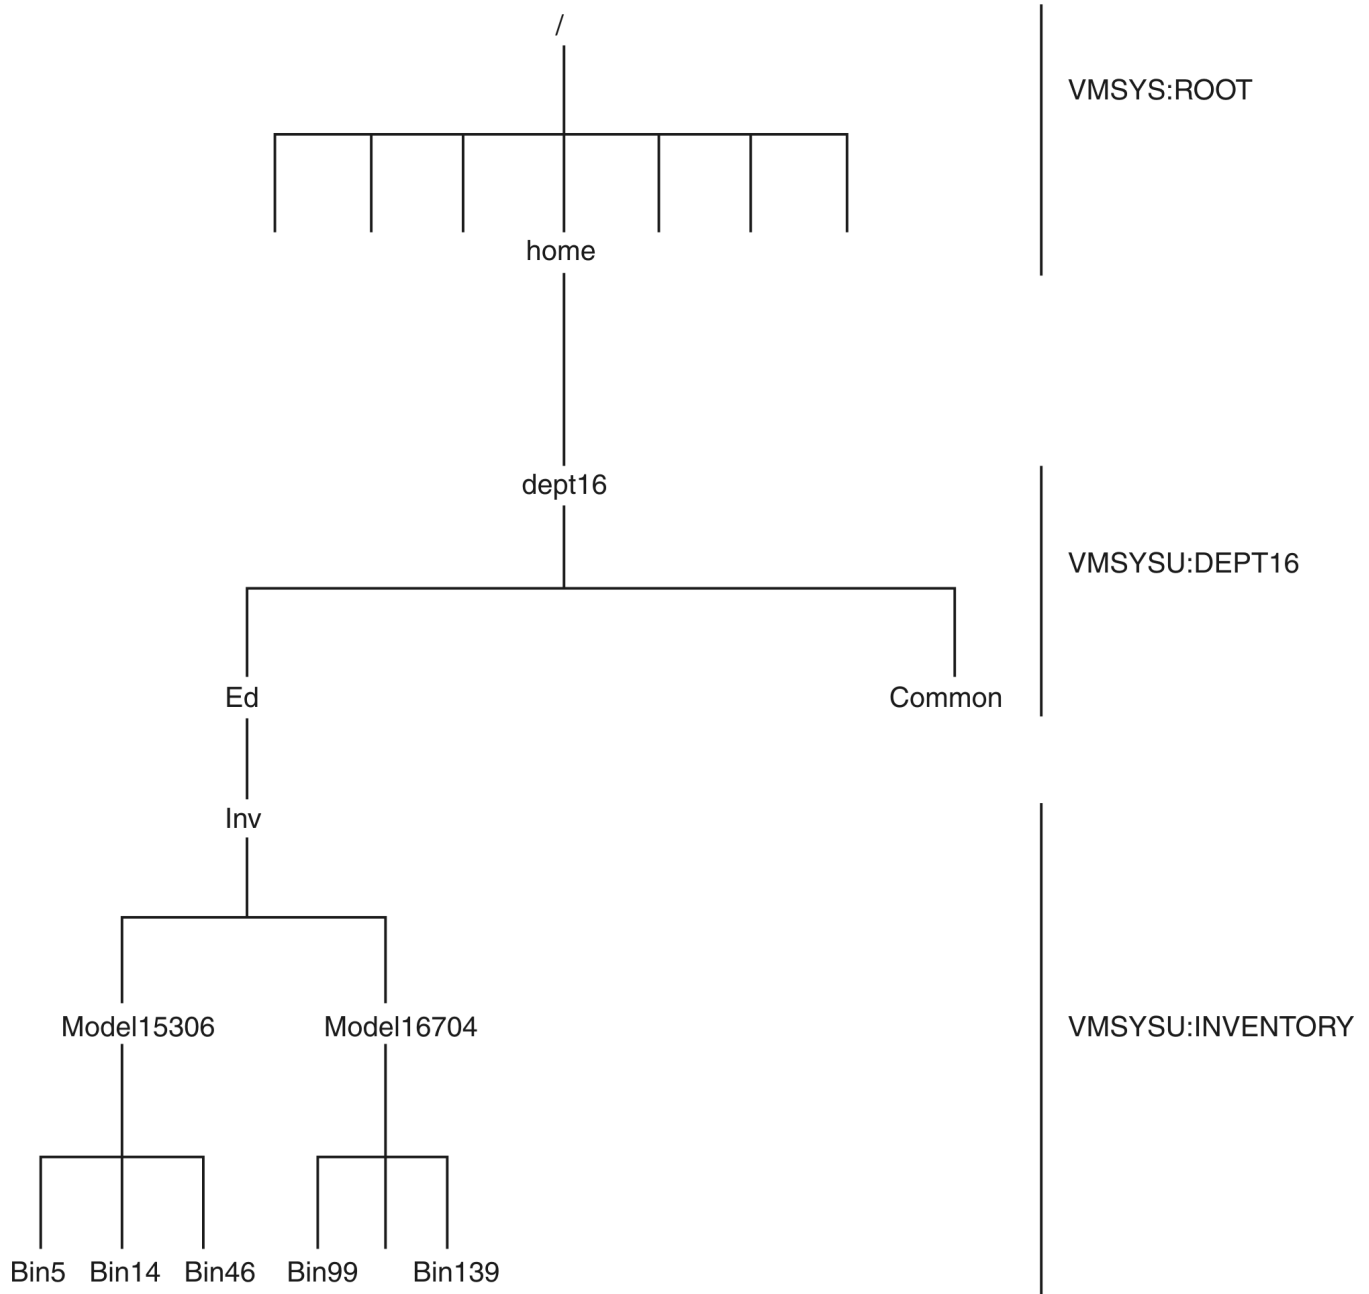 /
VMSYS:ROOT
home
dept16
VMSYSU:DEPT16
Ed
Common
Inv
Model15306
Model16704
VMSYSU:INVENTORY
Bin5
Bin14
Bin46
Bin99
Bin139